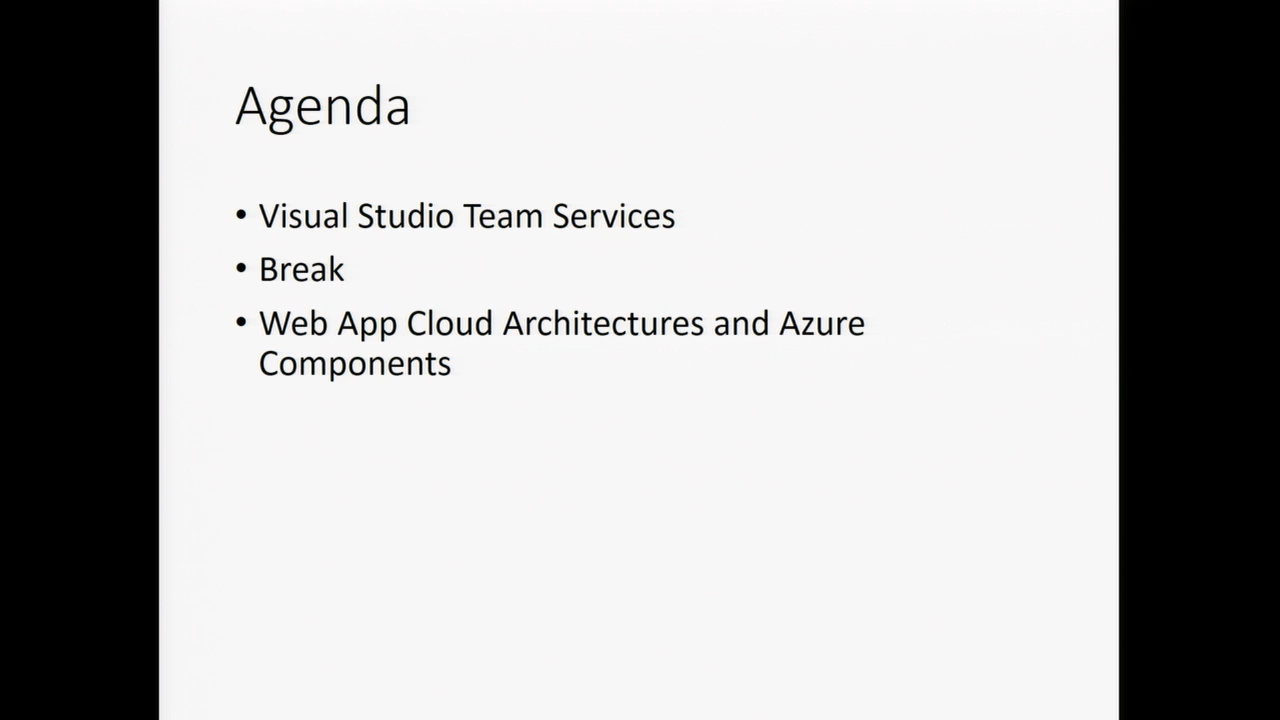 Agenda
• Visual Studio Team Services
• Break
• Web App Cloud Architectures and Azure
Components